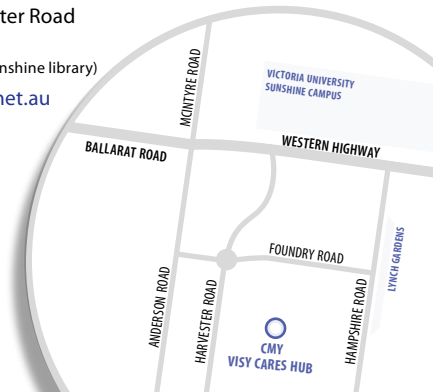 ter Road
nshine library)
net.au
MCINTYRE ROAD
VICTORIA UNIVERSITY
SUNSHINE CAMPUS
BALLARAT ROAD
WESTERN HIGHWAY
LYNCH GARDENS
FOUNDRY ROAD
ANDERSON ROAD
HARVESTER ROAD
HAMPSHIRE ROAD
CMY
VISY CARES HUB